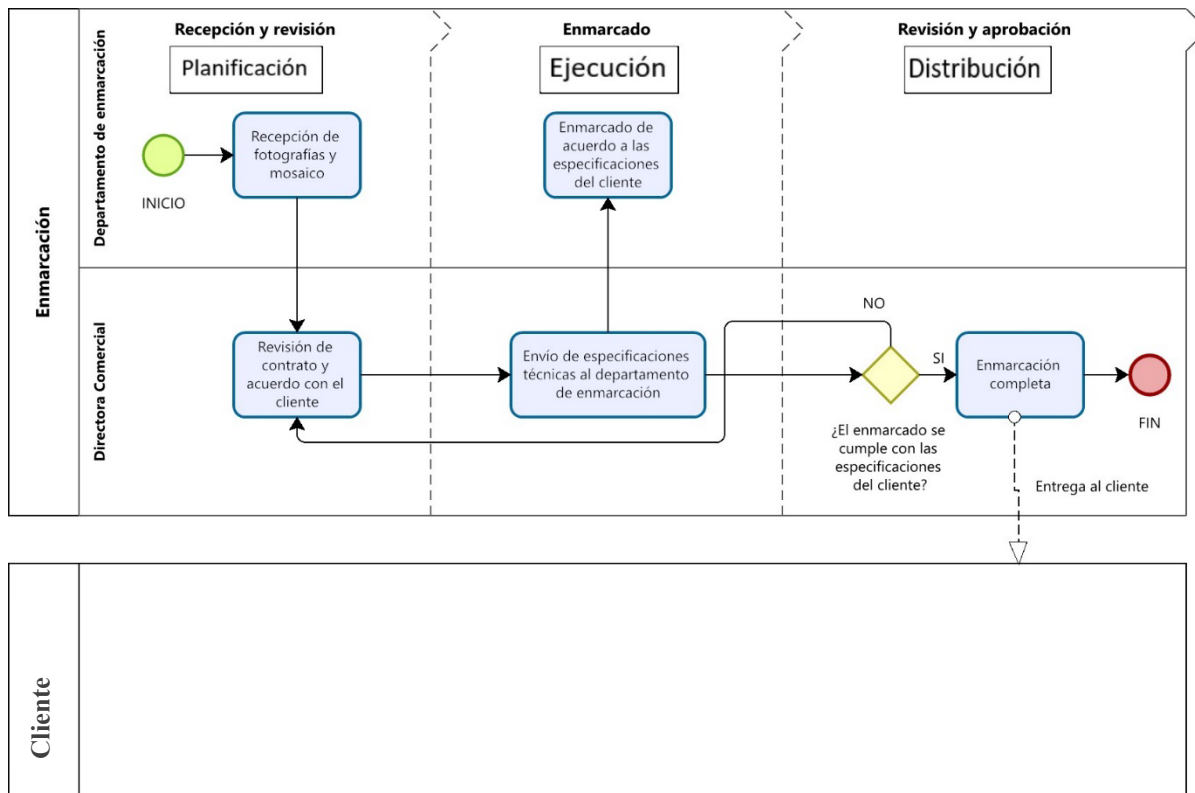 Recepción y revisión
Enmarcado
Revisión y aprobación
Planificación
Ejecución
Distribución
Enmarcación
Departamento de enmarcación
INICIO
Recepción de
fotografías y
mosaico
Enmarcado de
acuerdo a las
especificaciones
del cliente
Directora Comercial
Revisión de
contrato y
acuerdo con el
cliente
Envío de especificaciones
técnicas al departamento
de enmarcación
NO
SI
¿El enmarcado se
cumple con las
especificaciones
del cliente?
Enmarcación
completa
FIN
Entrega al cliente
Cliente